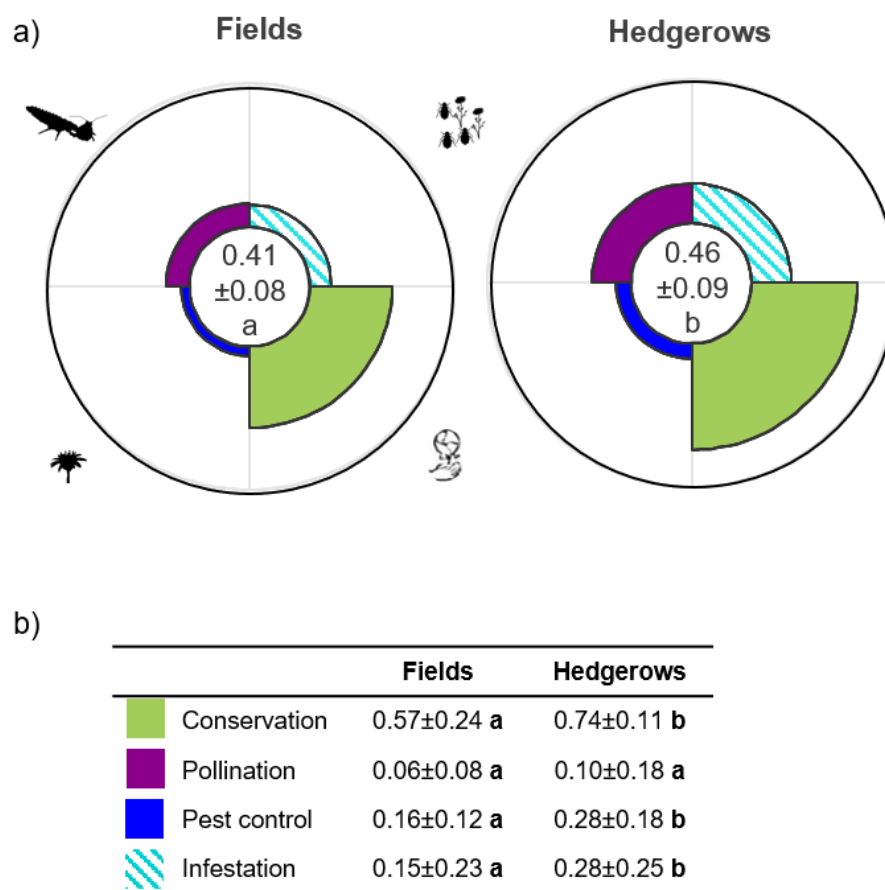 a)
Fields
Hedgerows
0.41
±0.08
a
0.46
±0.09
b
b)
Fields Hedgerows
Conservation 0.57±0.24 a 0.74±0.11 b
Pollination 0.06±0.08 a 0.10±0.18 a
Pest control 0.16±0.12 a 0.28±0.18 b
Infestation 0.15±0.23 a 0.28±0.25 b